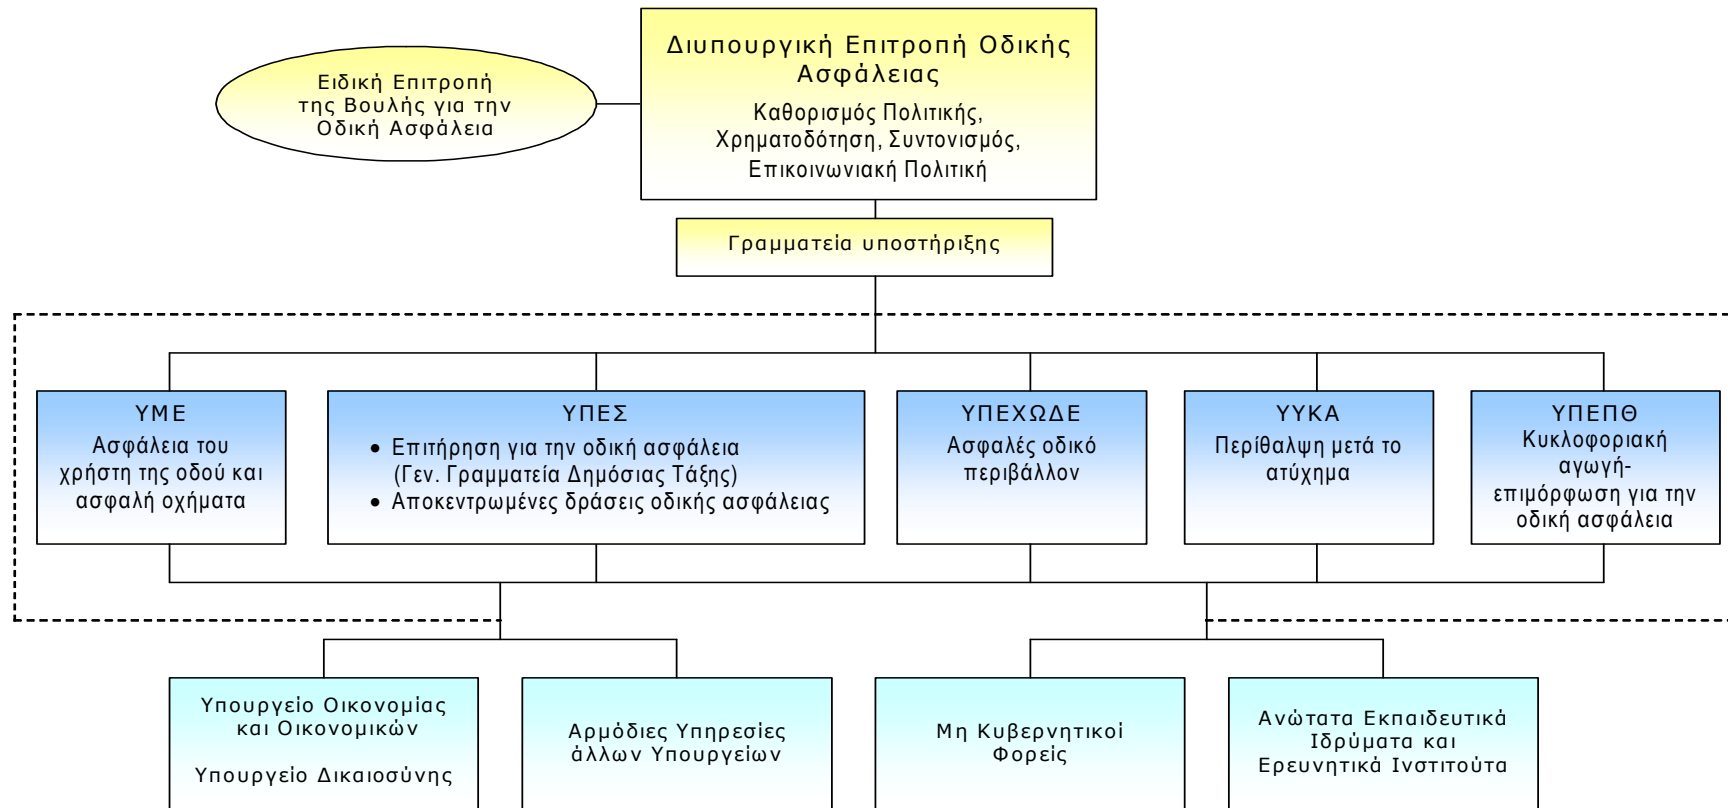 Διυπουργική Επιτροπή Οδικής
Ασφάλειας
Καθορισμός Πολιτικής,
Χρηματοδότηση, Συντονισμός,
Επικοινωνιακή Πολιτική
Ειδική Επιτροπή
της Βουλής για την
Οδική Ασφάλεια
Γραμματεία υποστήριξης
ΥΜΕ
Ασφάλεια του
χρήστη της οδού και
ασφαλή οχήματα
ΥΠΕΣ
• Επιτήρηση για την οδική ασφάλεια
(Γεν. Γραμματεία Δημόσιας Τάξης)
• Αποκεντρωμένες δράσεις οδικής ασφάλειας
ΥΠΕΧΩΔΕ
Ασφαλές οδικό
περιβάλλον
ΥΥΚΑ
Περίθαλψη μετά το
ατύχημα
ΥΠΕΠΘ
Κυκλοφοριακή
αγωγή-
επιμόρφωση για την
οδική ασφάλεια
Υπουργείο Οικονομίας
και Οικονομικών
Υπουργείο Δικαιοσύνης
Αρμόδιες Υπηρεσίες
άλλων Υπουργείων
Μη Κυβερνητικοί
Φορείς
Ανώτατα Εκπαιδευτικά
Ιδρύματα και
Ερευνητικά Ινστιτούτα